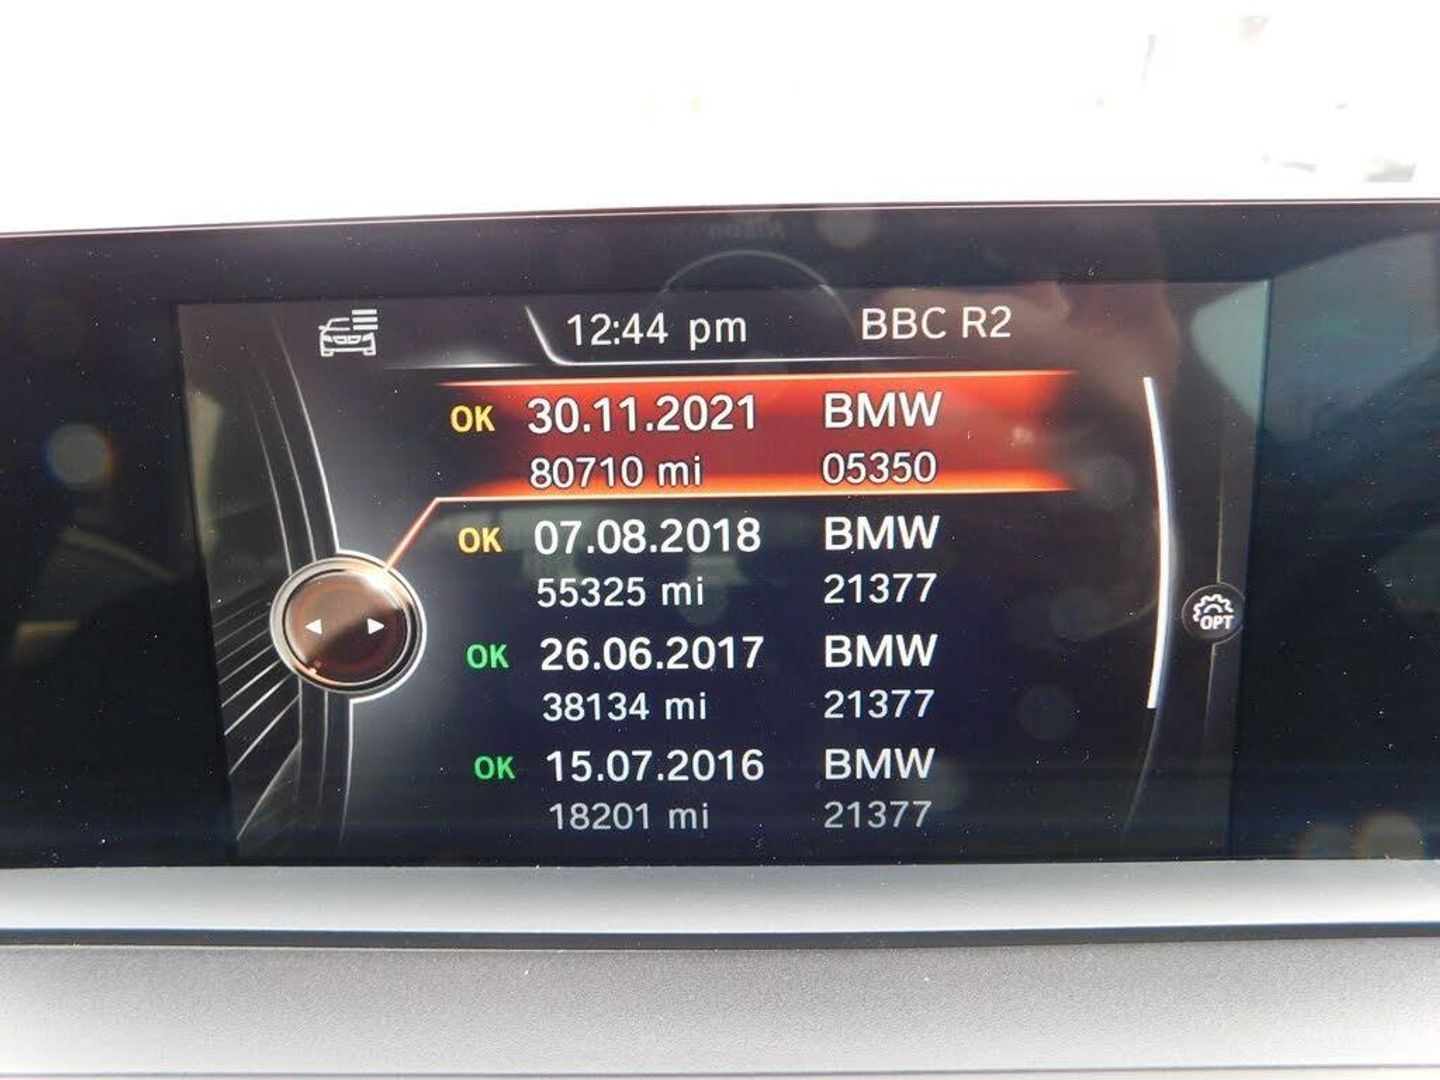 12:44 pm BBC R2
OK 30.11.2021 BMW
80710 mi 05350
OK 07.08.2018 BMW
55325 mi 21377
OK 26.06.2017 BMW
38134 mi 21377
OK 15.07.2016 BMW
18201 mi 21377
OPT